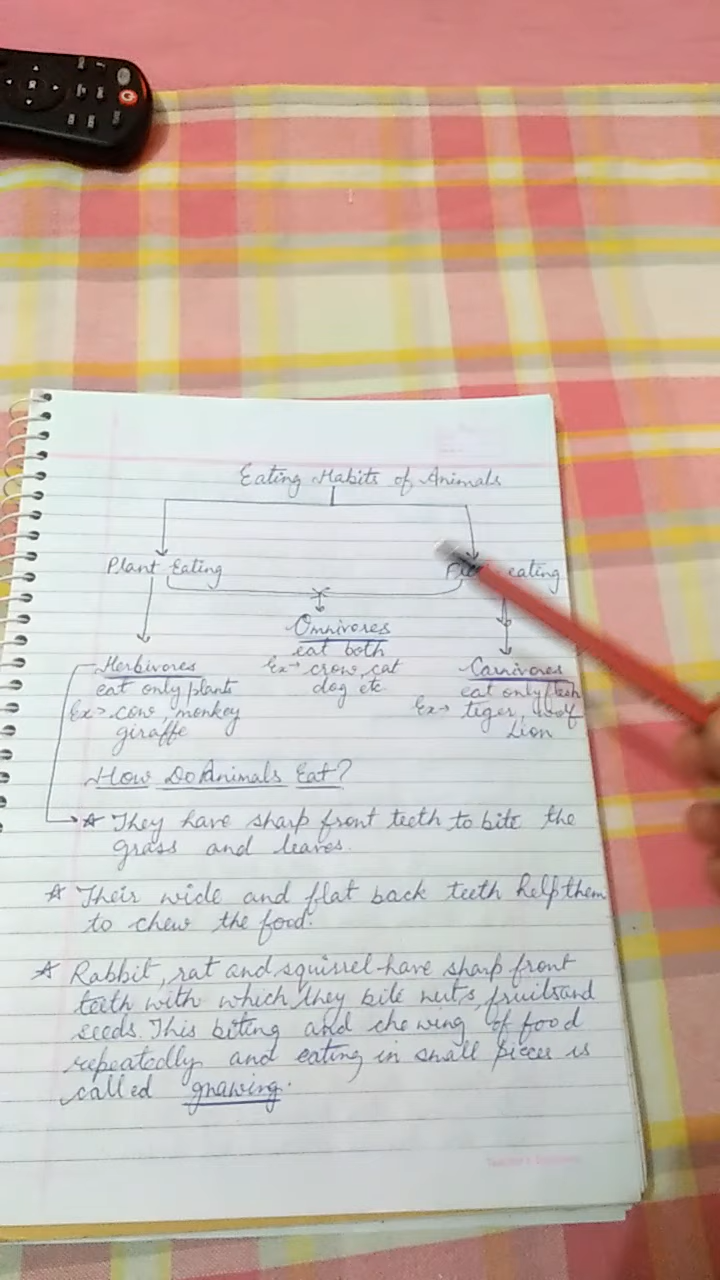 Eating Habits of Animals
Plant Eating
eating
Omnivores
eat both
Ex→ crow, cat
dog etc
Herbivores
eat only plants
Ex→ cow, monkey
giraffe
Carnivores
eat only flesh
Ex→ tiger, wolf
Lion
How Do Animals Eat?
They have sharp front teeth to bite the
grass and leaves.
Their wide and flat back teeth help them
to chew the food.
Rabbit, rat and squirrel have sharp front
teeth with which they bite nuts, fruits and
seeds. This biting and chewing of food
repeatedly and eating in small pieces is
called gnawing.